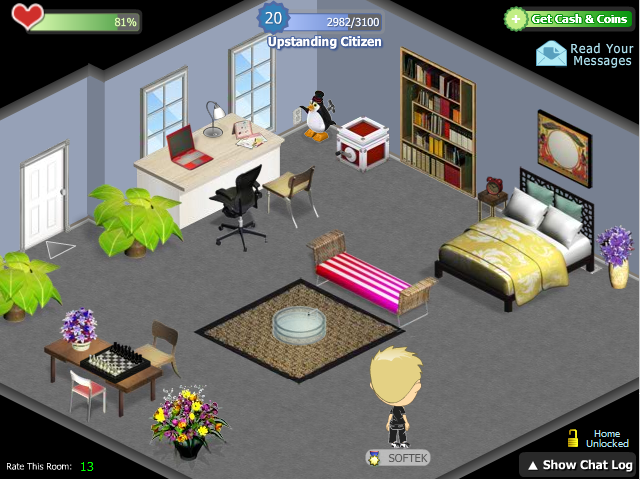 81%
20
2982/3100
Upstanding Citizen
Get Cash & Coins
Read Your
Messages
SOFTEK
Rate This Room: 13
Home
Unlocked
▲ Show Chat Log